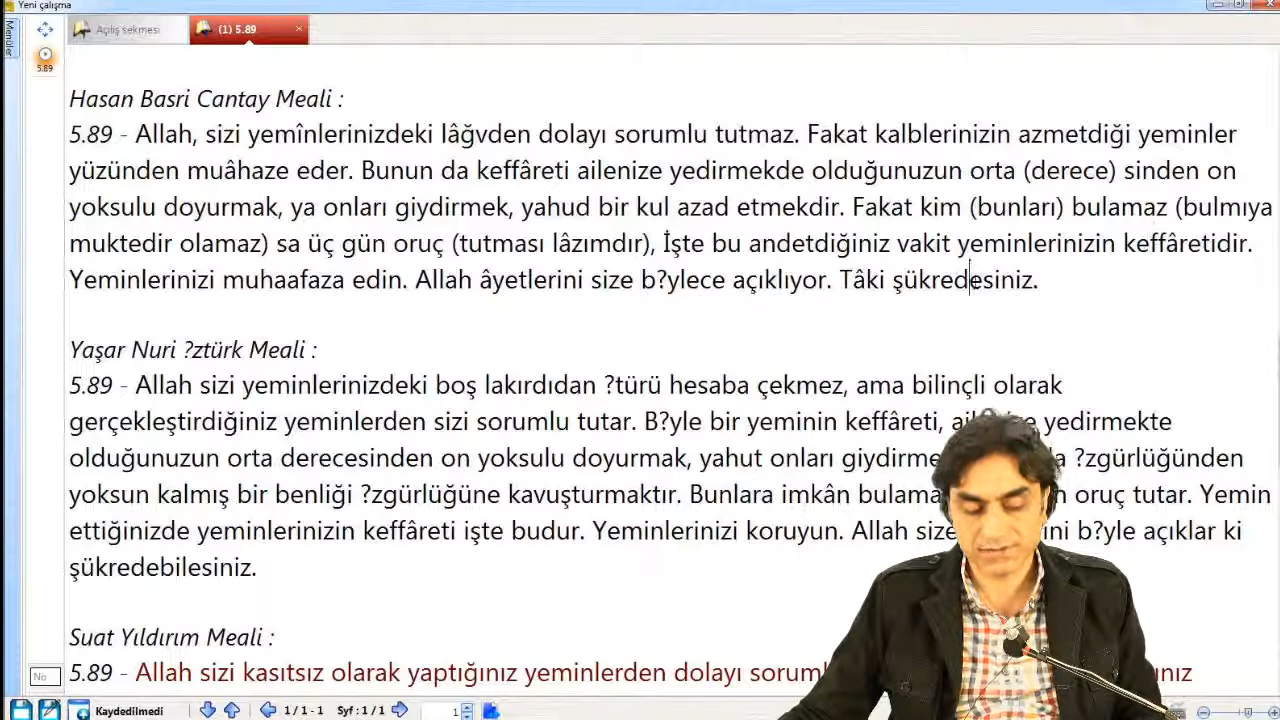 Yeni çalışma
Menüler
Açılış sekmesi
(1) 5.89
5.89
Hasan Basri Cantay Meali :
5.89 - Allah, sizi yemînlerinizdeki lâğvden dolayı sorumlu tutmaz. Fakat kalblerinizin azmetdiği yeminler
yüzünden muâhaze eder. Bunun da keffâreti ailenize yedirmekde olduğunuzun orta (derece) sinden on
yoksulu doyurmak, ya onları giydirmek, yahud bir kul azad etmekdir. Fakat kim (bunları) bulamaz (bulmıya
muktedir olamaz) sa üç gün oruç (tutması lâzımdır), İşte bu andetdiğiniz vakit yeminlerinizin keffâretidir.
Yeminlerinizi muhaafaza edin. Allah âyetlerini size b?ylece açıklıyor. Tâki şükredesiniz.
Yaşar Nuri ?ztürk Meali :
5.89 - Allah sizi yeminlerinizdeki boş lakırdıdan ?türü hesaba çekmez, ama bilinçli olarak
gerçekleştirdiğiniz yeminlerden sizi sorumlu tutar. B?yle bir yeminin keffâreti, yedirmekte
olduğunuzun orta derecesinden on yoksulu doyurmak, yahut onları giydirme ?zgürlüğünden
yoksun kalmış bir benliği ?zgürlüğüne kavuşturmaktır. Bunlara imkân bulama oruç tutar. Yemin
ettiğinizde yeminlerinizin keffâreti işte budur. Yeminlerinizi koruyun. Allah size ini b?yle açıklar ki
şükredebilesiniz.
Suat Yıldırım Meali :
5.89 - Allah sizi kasıtsız olarak yaptığınız yeminlerden dolayı soruml ınız
No
Kaydedilmedi
1 / 1 - 1
Syf : 1 / 1
1